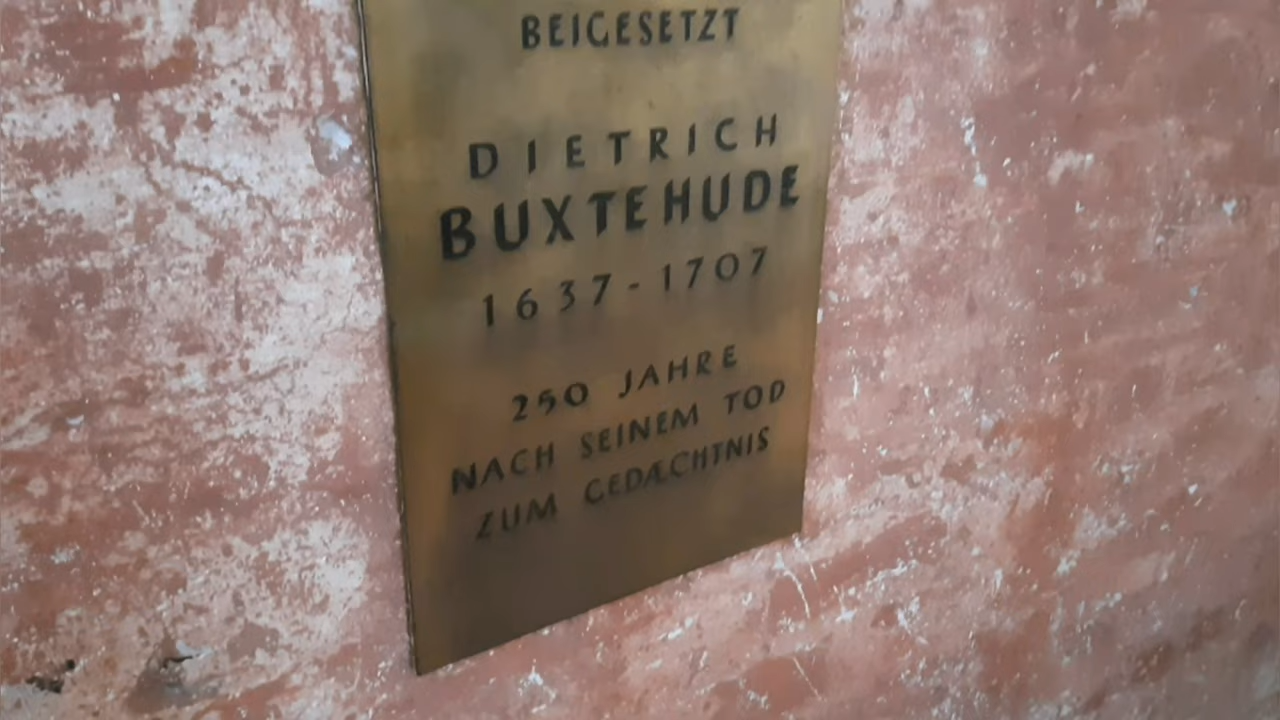 BEIGESETZT
DIETRICH
BUXTEHUDE
1637-1707
250 JAHRE
NACH SEINEM TOD
ZUM GEDÆCHTNIS